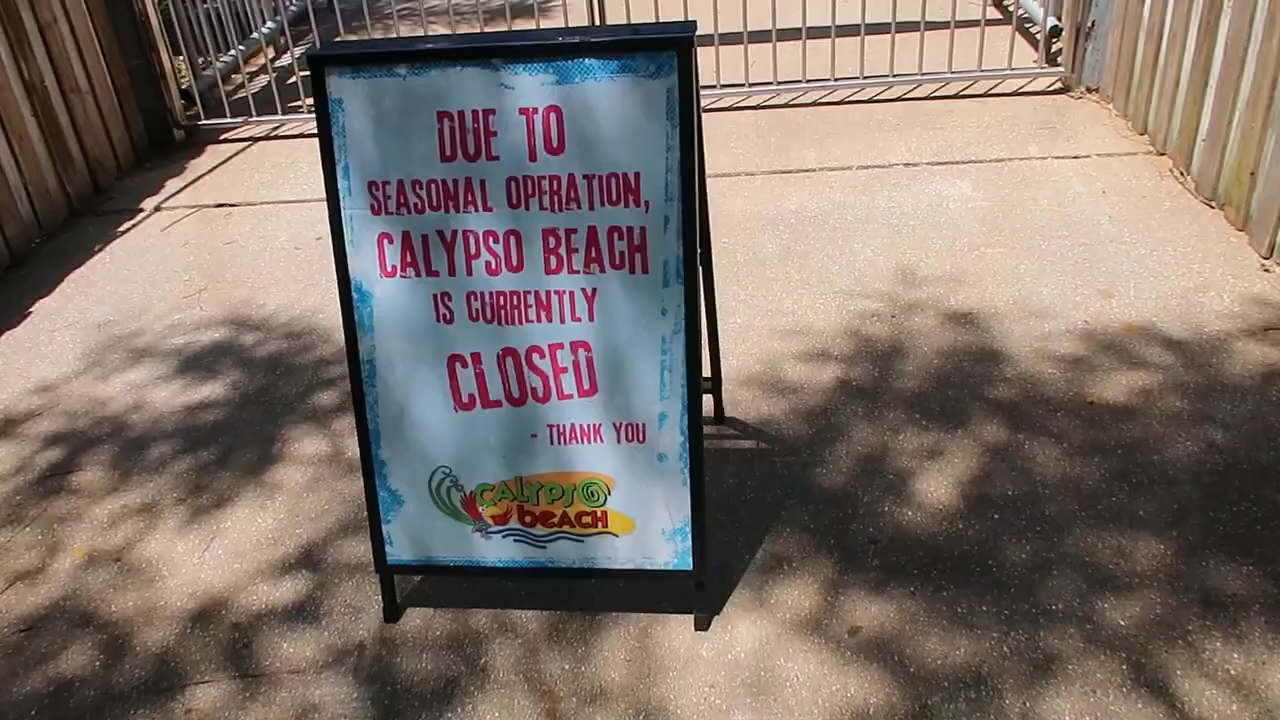 DUE TO
SEASONAL OPERATION,
CALYPSO BEACH
IS CURRENTLY
CLOSED
- THANK YOU
CALYPSO
beach